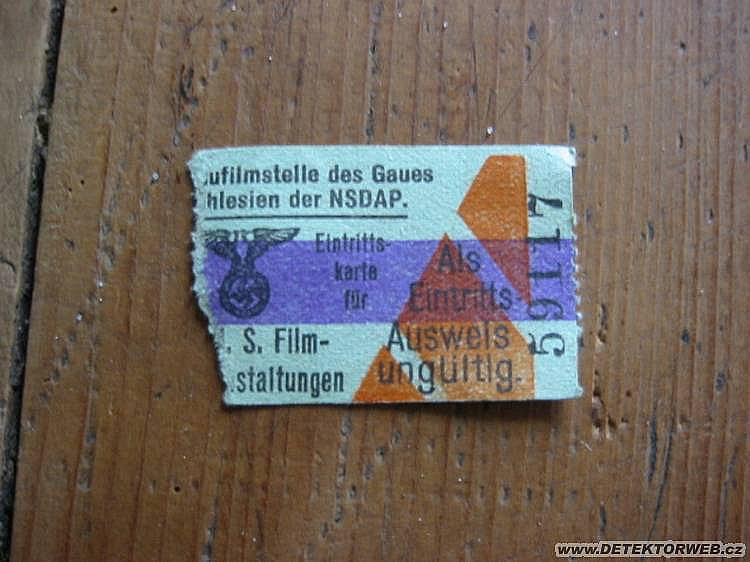 ufilmstelle des Gaues
hlesien der NSDAP.
Eintritts-
karte
für
. S. Film-
staltungen
Als
Eintritts-
Ausweis
ungültig.
59117
www.DETEKTORWEB.cz